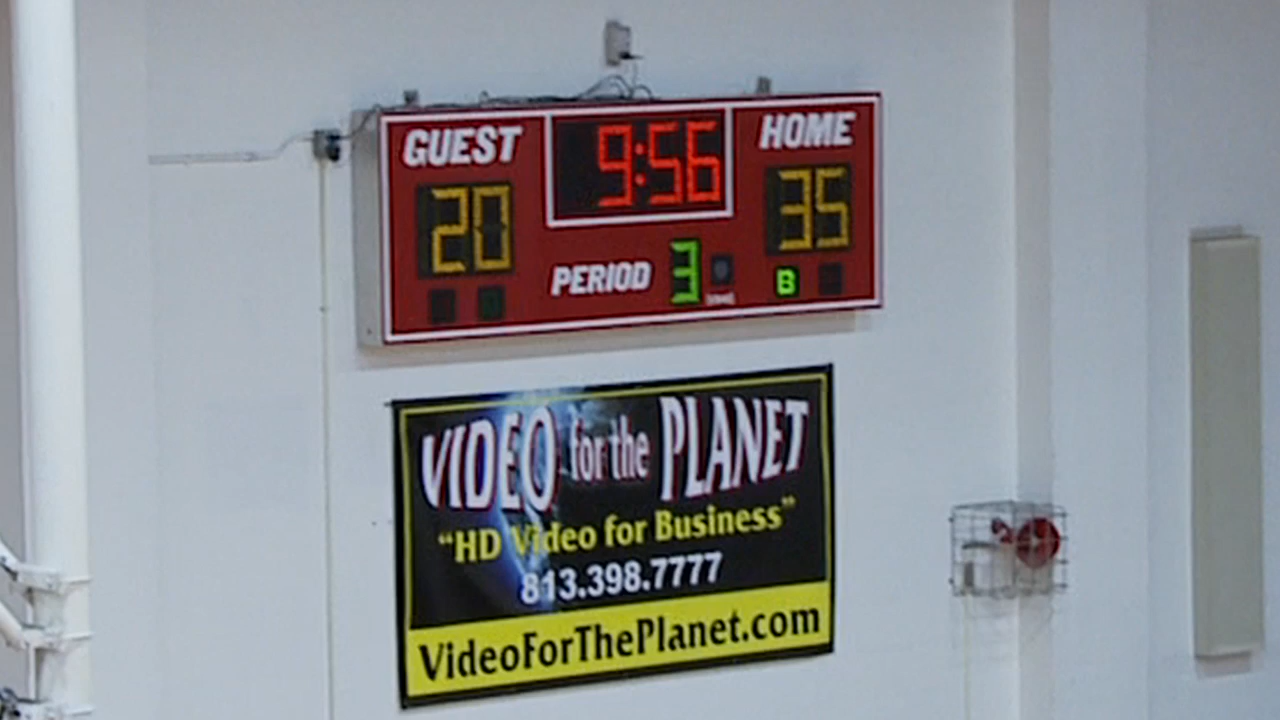 GUEST
9:56
HOME
20
35
PERIOD 3
B
VIDEO for the PLANET
"HD Video for Business"
813.398.7777
VideoForThePlanet.com